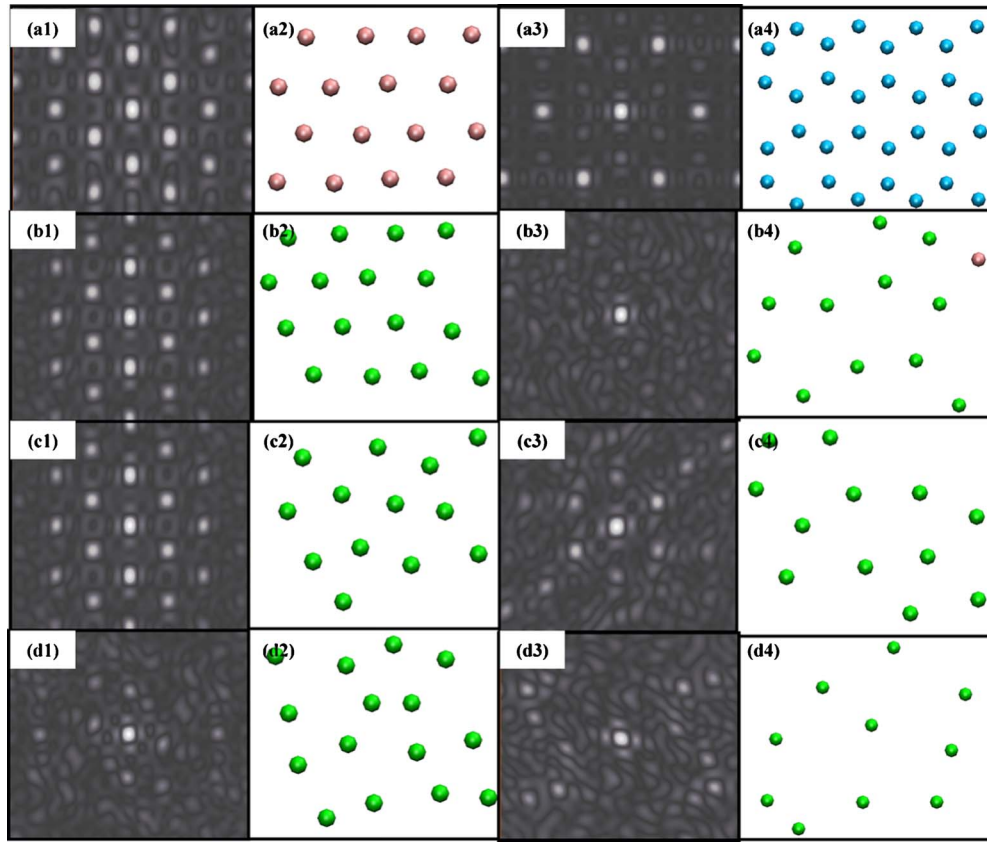 (a1) (a2) (a3) (a4)
(b1) (b2) (b3) (b4)
(c1) (c2) (c3) (c4)
(d1) (d2) (d3) (d4)